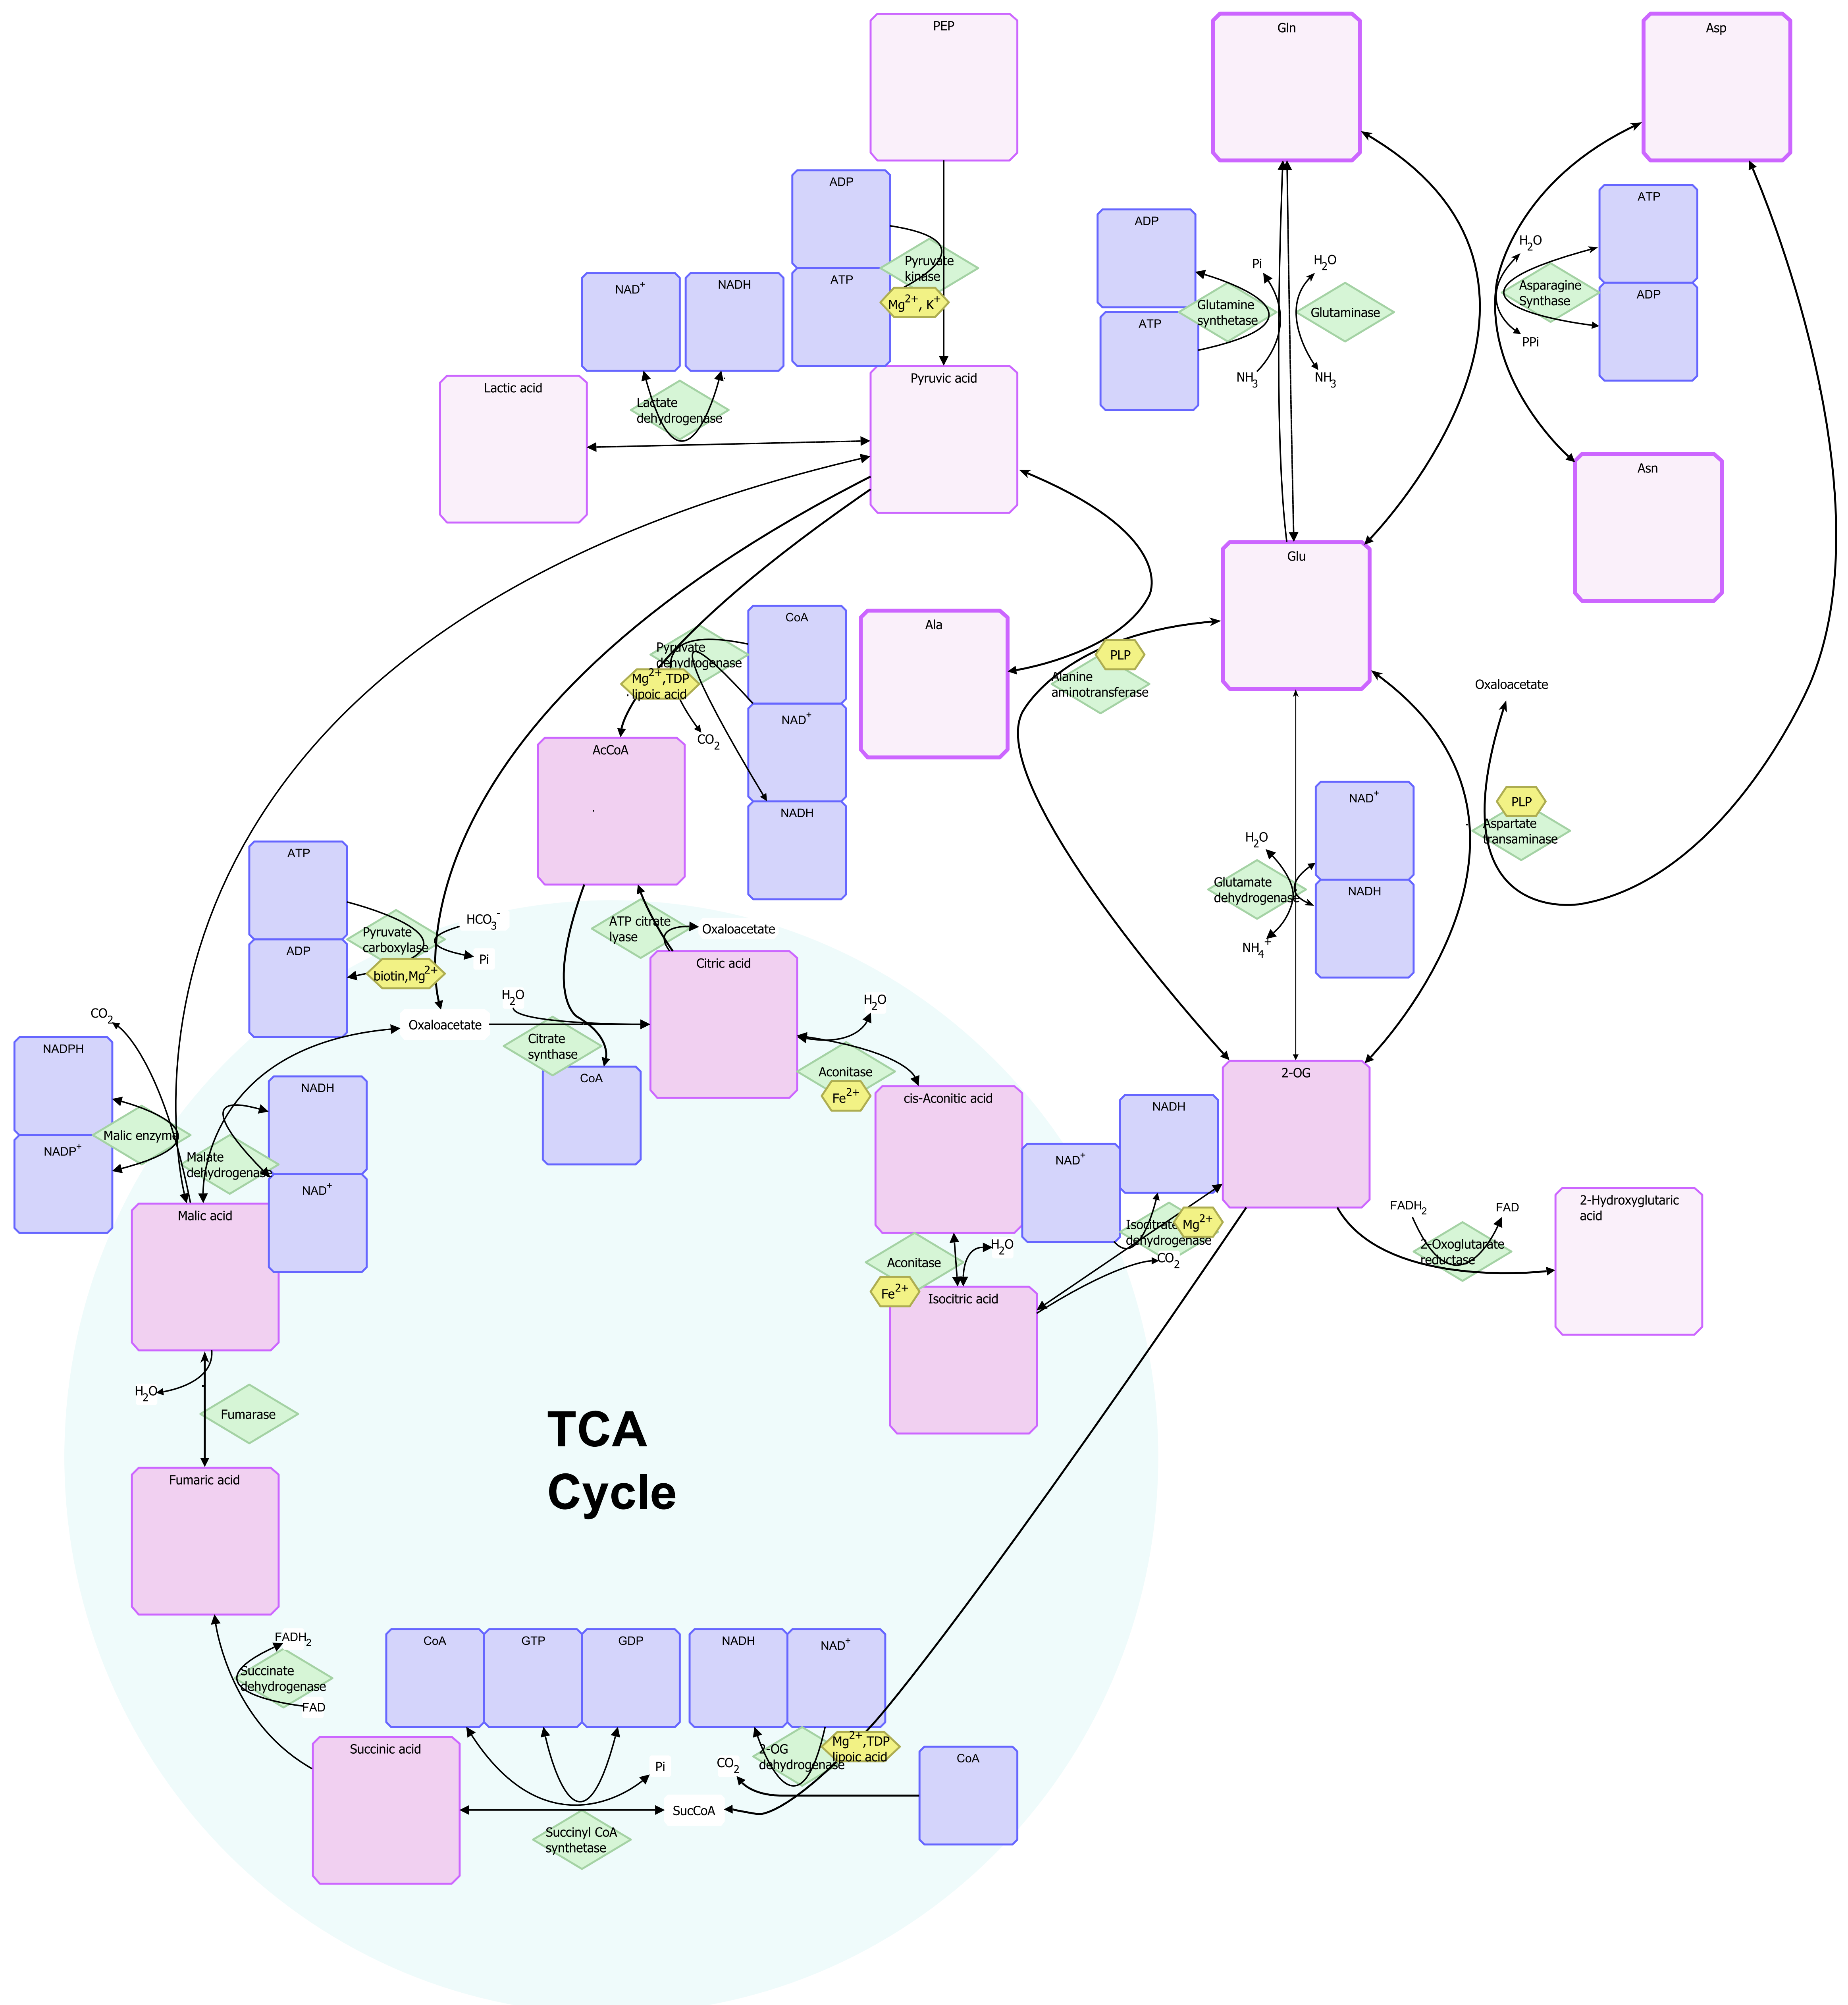 PEP
Gln
Asp
ADP
ATP
Pyruvate
kinase
Mg2+, K+
NAD+
NADH
Lactic acid
Lactate
dehydrogenase
Pyruvic acid
ADP
ATP
Glutamine
synthetase
Pi
NH3
H2O
NH3
Glutaminase
H2O
PPi
Asparagine
Synthase
ATP
ADP
Asn
Glu
Ala
CoA
NAD+
NADH
Pyruvate
dehydrogenase
Mg2+,TDP
lipoic acid
CO2
AcCoA
PLP
Alanine
aminotransferase
Oxaloacetate
PLP
Aspartate
transaminase
NAD+
NADH
H2O
Glutamate
dehydrogenase
NH4+
ATP
ADP
Pyruvate
carboxylase
biotin,Mg2+
HCO3-
Pi
ATP citrate
lyase
Oxaloacetate
Citric acid
H2O
Oxaloacetate
Citrate
synthase
CoA
H2O
Aconitase
Fe2+
cis-Aconitic acid
CO2
NADPH
NADP+
Malic enzyme
Malate
dehydrogenase
NADH
NAD+
Malic acid
2-OG
NADH
NAD+
Isocitrate
dehydrogenase
Mg2+
CO2
H2O
Aconitase
Fe2+
Isocitric acid
FADH2
FAD
2-Oxoglutarate
reductase
2-Hydroxyglutaric
acid
H2O
Fumarase
Fumaric acid
TCA
Cycle
FADH2
Succinate
dehydrogenase
FAD
CoA
GTP
GDP
NADH
NAD+
Succinic acid
Pi
CO2
2-OG
dehydrogenase
Mg2+,TDP
lipoic acid
CoA
SucCoA
Succinyl CoA
synthetase